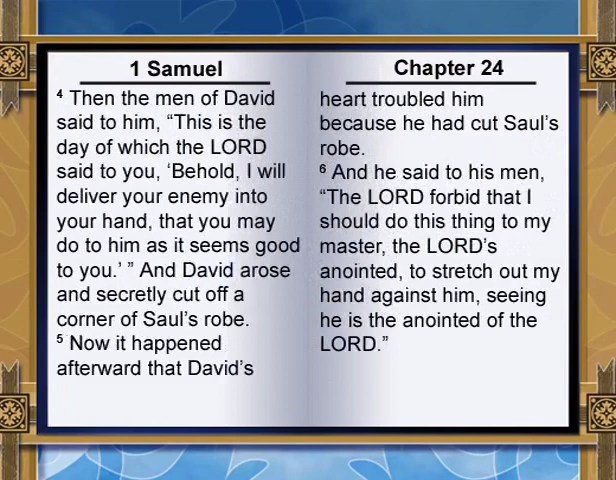 1 Samuel
⁴ Then the men of David
said to him, “This is the
day of which the LORD
said to you, ‘Behold, I will
deliver your enemy into
your hand, that you may
do to him as it seems good
to you.’ ” And David arose
and secretly cut off a
corner of Saul’s robe.
⁵ Now it happened
afterward that David’s
Chapter 24
heart troubled him
because he had cut Saul’s
robe.
⁶ And he said to his men,
“The LORD forbid that I
should do this thing to my
master, the LORD’s
anointed, to stretch out my
hand against him, seeing
he is the anointed of the
LORD.”